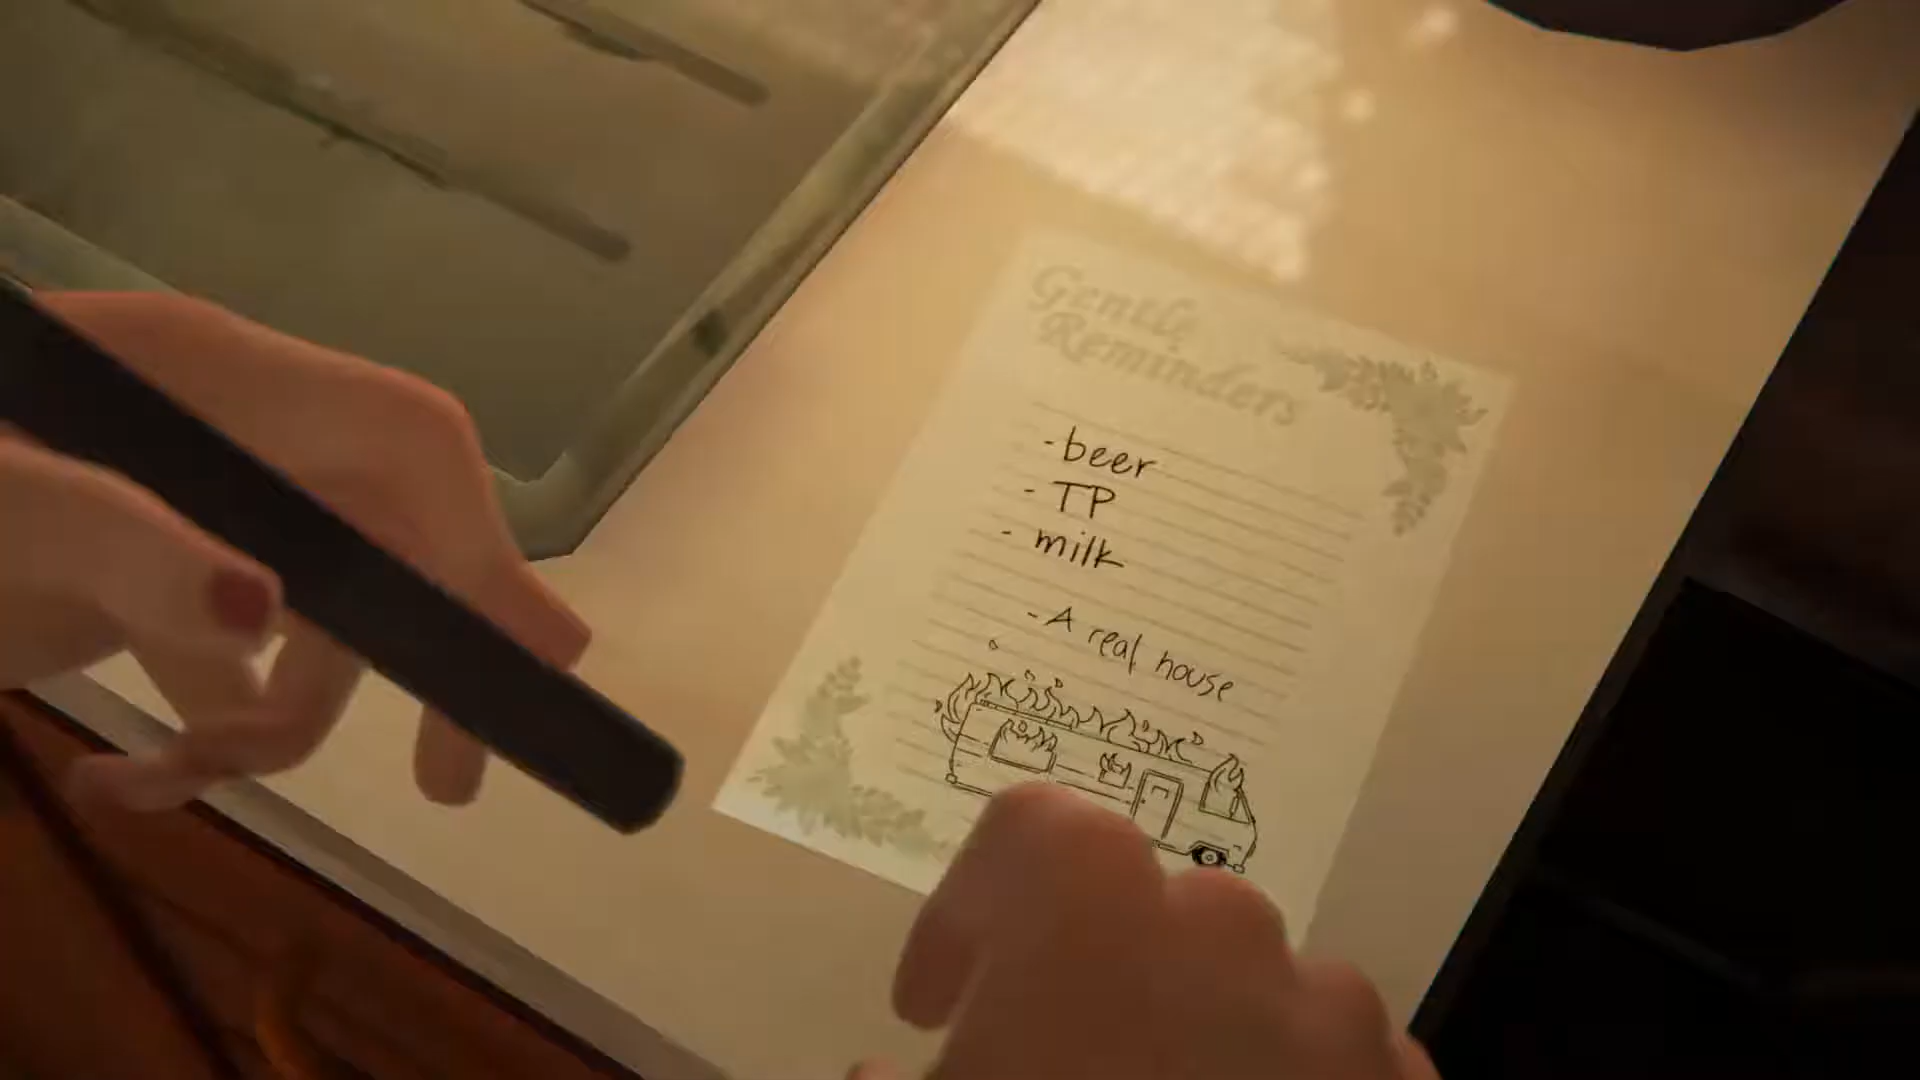 Gentle
Reminders
- beer
- TP
- milk
- A real house